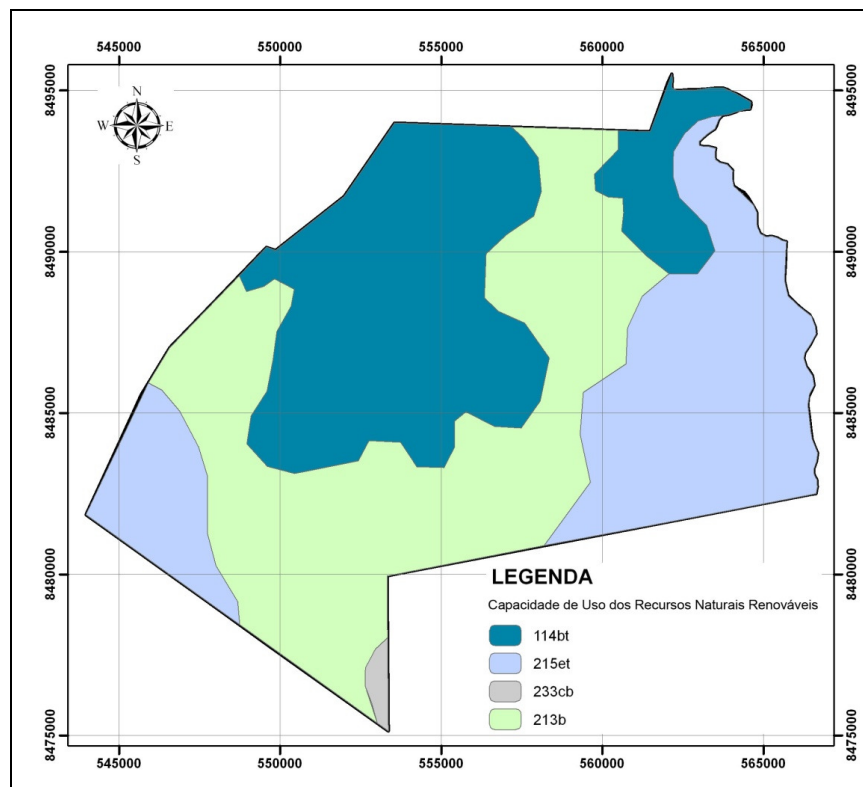 545000 550000 555000 560000 565000
8495000 8495000
N
W E
S
8490000 8490000
8485000 8485000
8480000 8480000
LEGENDA
Capacidade de Uso dos Recursos Naturais Renováveis
114bt
215et
233cb
213b
8475000 8475000
545000 550000 555000 560000 565000